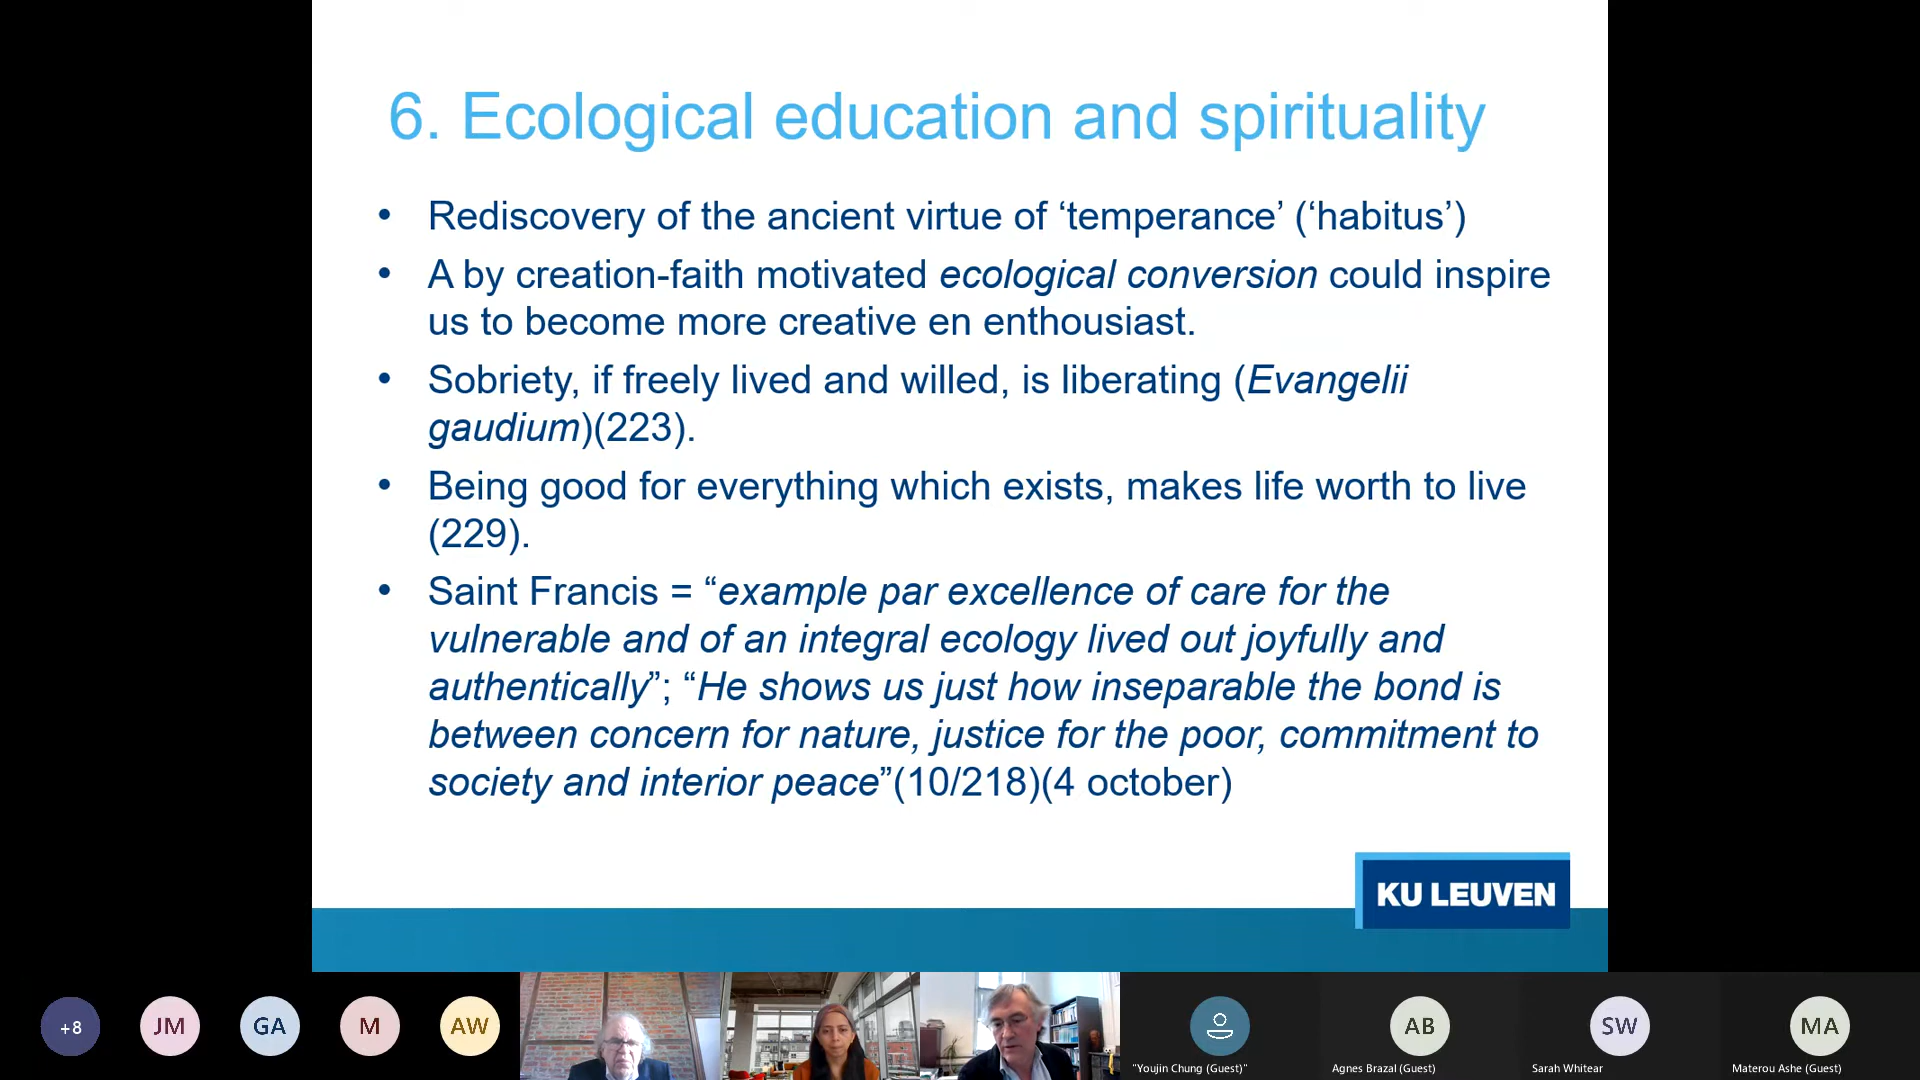 6. Ecological education and spirituality
• Rediscovery of the ancient virtue of ‘temperance’ (‘habitus’)
• A by creation-faith motivated ecological conversion could inspire
us to become more creative en enthousiast.
• Sobriety, if freely lived and willed, is liberating (Evangelii
gaudium)(223).
• Being good for everything which exists, makes life worth to live
(229).
• Saint Francis = “example par excellence of care for the
vulnerable and of an integral ecology lived out joyfully and
authentically”; “He shows us just how inseparable the bond is
between concern for nature, justice for the poor, commitment to
society and interior peace”(10/218)(4 october)
KU LEUVEN
+8
JM
GA
M
AW
AB
SW
MA
"Youjin Chung (Guest)"
Agnes Brazal (Guest)
Sarah Whitear
Materou Ashe (Guest)